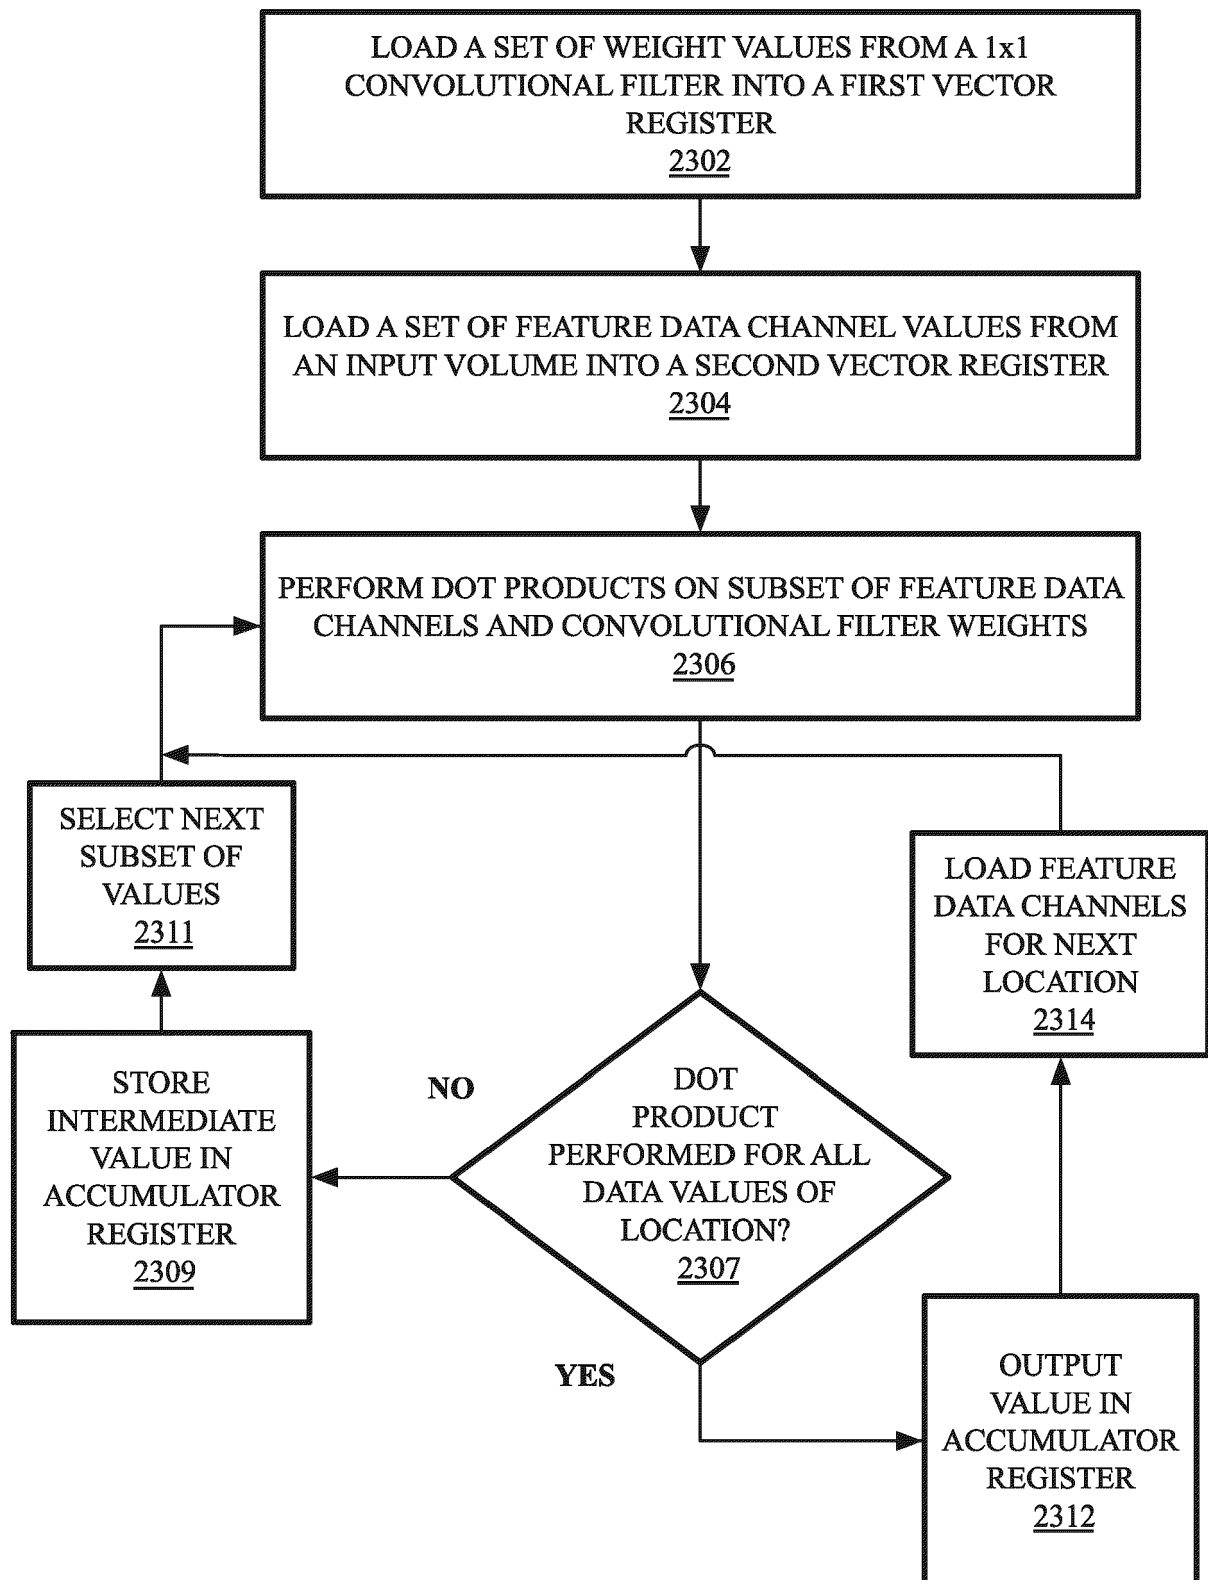 LOAD A SET OF WEIGHT VALUES FROM A 1x1
CONVOLUTIONAL FILTER INTO A FIRST VECTOR
REGISTER
2302
LOAD A SET OF FEATURE DATA CHANNEL VALUES FROM
AN INPUT VOLUME INTO A SECOND VECTOR REGISTER
2304
PERFORM DOT PRODUCTS ON SUBSET OF FEATURE DATA
CHANNELS AND CONVOLUTIONAL FILTER WEIGHTS
2306
SELECT NEXT
SUBSET OF
VALUES
2311
LOAD FEATURE
DATA CHANNELS
FOR NEXT
LOCATION
2314
STORE
INTERMEDIATE
VALUE IN
ACCUMULATOR
REGISTER
2309
NO
DOT
PRODUCT
PERFORMED FOR ALL
DATA VALUES OF
LOCATION?
2307
YES
OUTPUT
VALUE IN
ACCUMULATOR
REGISTER
2312